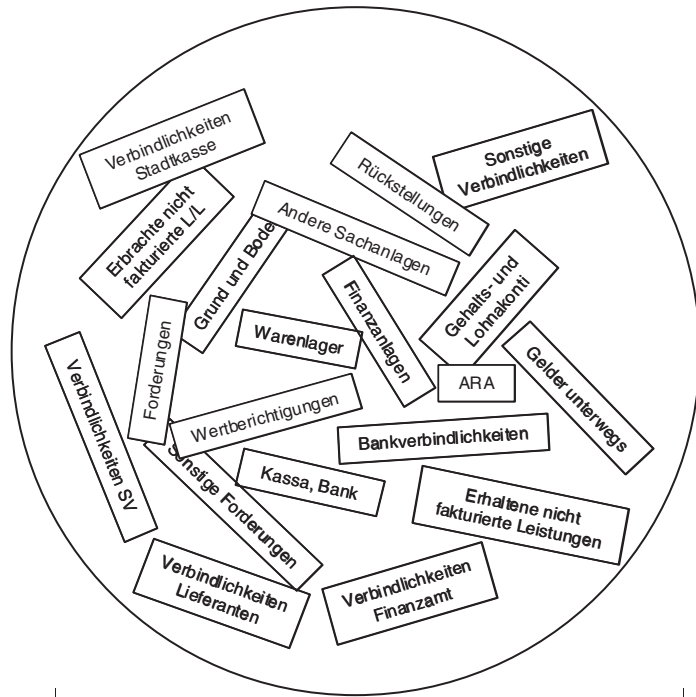 Verbindlichkeiten
Stadtkasse
Sonstige
Verbindlichkeiten
Rückstellungen
Erbrachte nicht
fakturierte L/L
Andere Sachanlagen
Grund und Bode
Gehalts- und
Lohnakonti
Finanzanlagen
Warenlager
Forderungen
ARA
Gelder unterwegs
Wertberichtigungen
Bankverbindlichkeiten
Verbindlichkeiten SV
Sonstige Forderungen
Kassa, Bank
Erhaltene nicht
fakturierte Leistungen
Verbindlichkeiten
Lieferanten
Verbindlichkeiten
Finanzamt